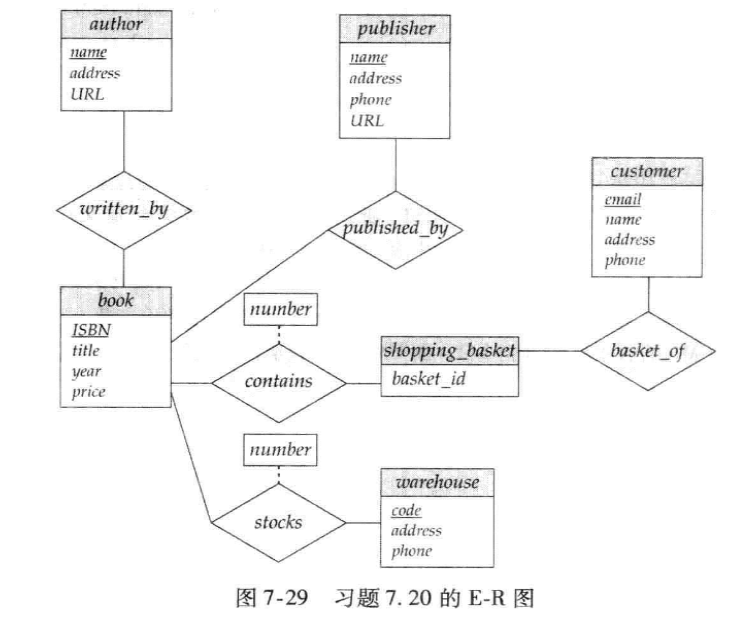 author
name
address
URL
publisher
name
address
phone
URL
customer
email
name
address
phone
written_by
published_by
book
ISBN
title
year
price
number
contains
shopping_basket
basket_id
basket_of
number
stocks
warehouse
code
address
phone
图 7-29 习题 7.20 的 E-R 图